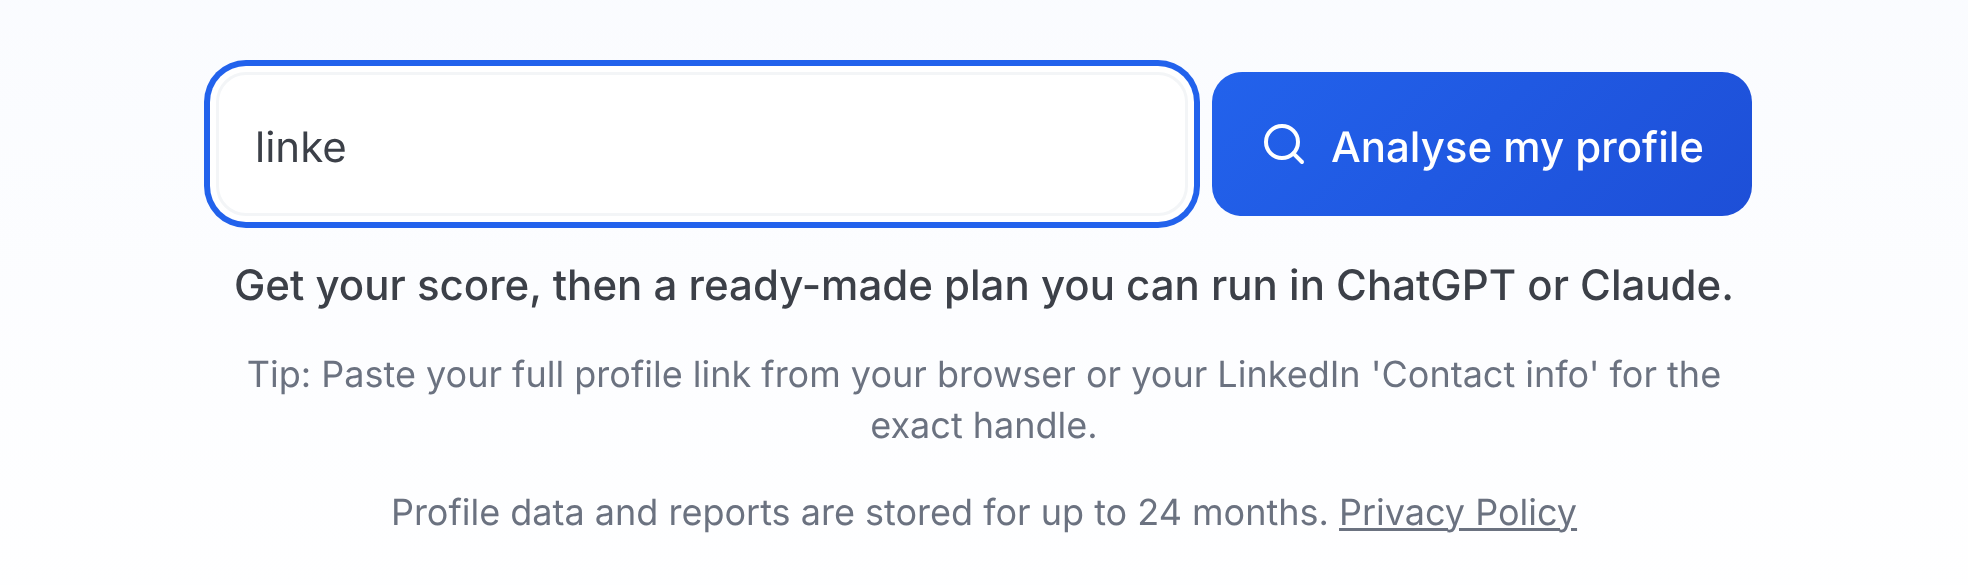 linke
Analyse my profile
Get your score, then a ready-made plan you can run in ChatGPT or Claude.
Tip: Paste your full profile link from your browser or your LinkedIn 'Contact info' for the
exact handle.
Profile data and reports are stored for up to 24 months. Privacy Policy